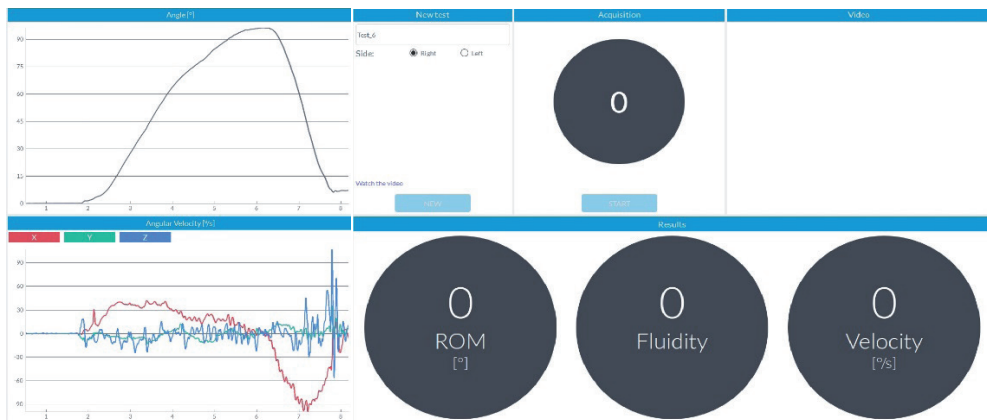 Angle [°]
90
75
60
45
30
15
0
1 2 3 4 5 6 7 8
New test
Test_6
Side: Right Left
Watch the video
NEW
Acquisition
0
START
Video
Angular Velocity [°/s]
X Y Z
90
60
30
0
-30
-60
90
1 2 3 4 5 6 7 8
Results
0
ROM
[°]
0
Fluidity
0
Velocity
[°/s]